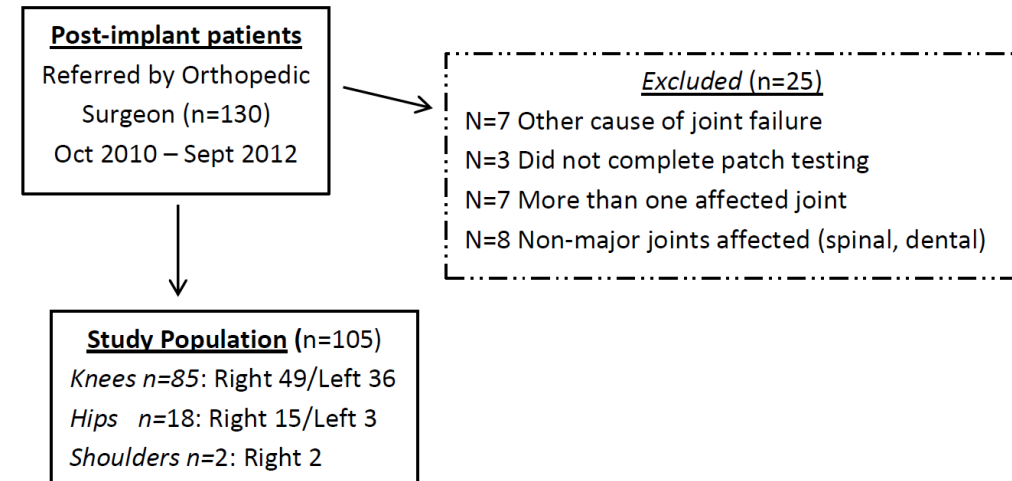 Post-implant patients
Referred by Orthopedic
Surgeon (n=130)
Oct 2010 – Sept 2012
Excluded (n=25)
N=7 Other cause of joint failure
N=3 Did not complete patch testing
N=7 More than one affected joint
N=8 Non-major joints affected (spinal, dental)
Study Population (n=105)
Knees n=85: Right 49/Left 36
Hips n=18: Right 15/Left 3
Shoulders n=2: Right 2